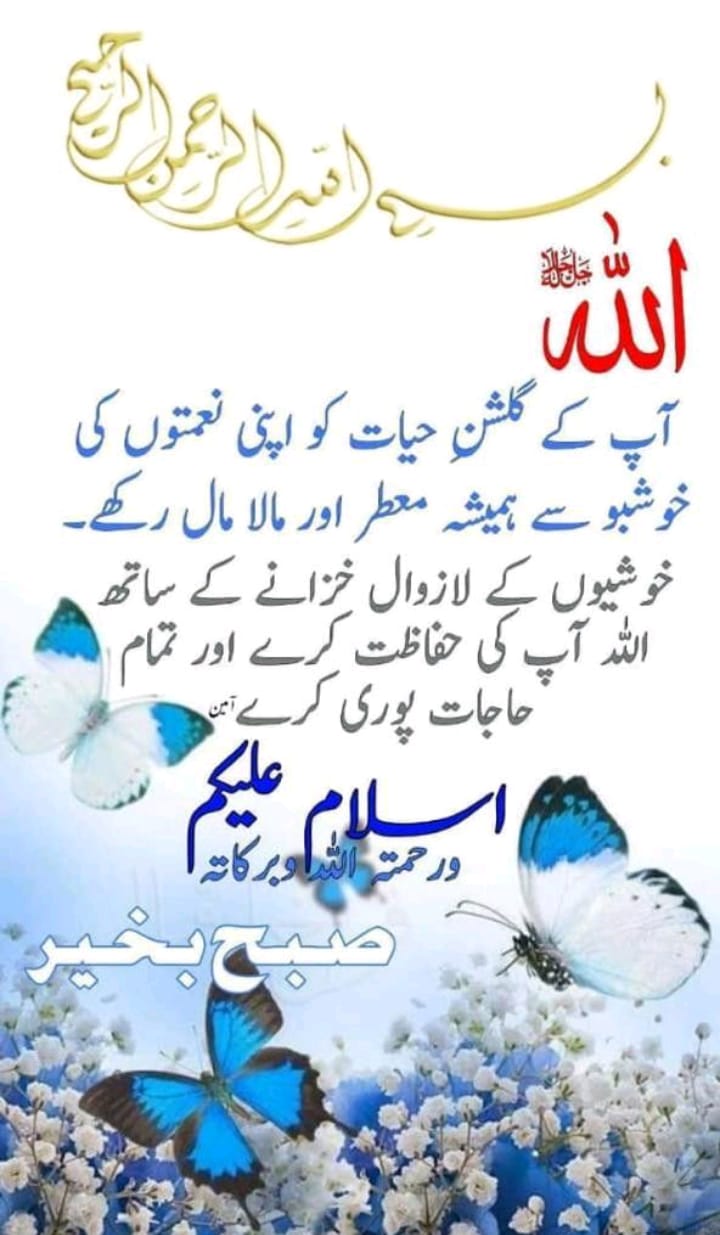 بسم اللہ الرحمن الرحیم
اللہ جل جلالہ
آپ کے گلشنِ حیات کو اپنی نعمتوں کی
خوشبو سے ہمیشہ معطر اور مالا مال رکھے۔
خوشیوں کے لازوال خزانے کے ساتھ
اللہ آپ کی حفاظت کرے اور تمام
حاجات پوری کرے آمین
اسلام علیکم
ورحمتہ اللہ وبرکاتہ
صبح بخیر